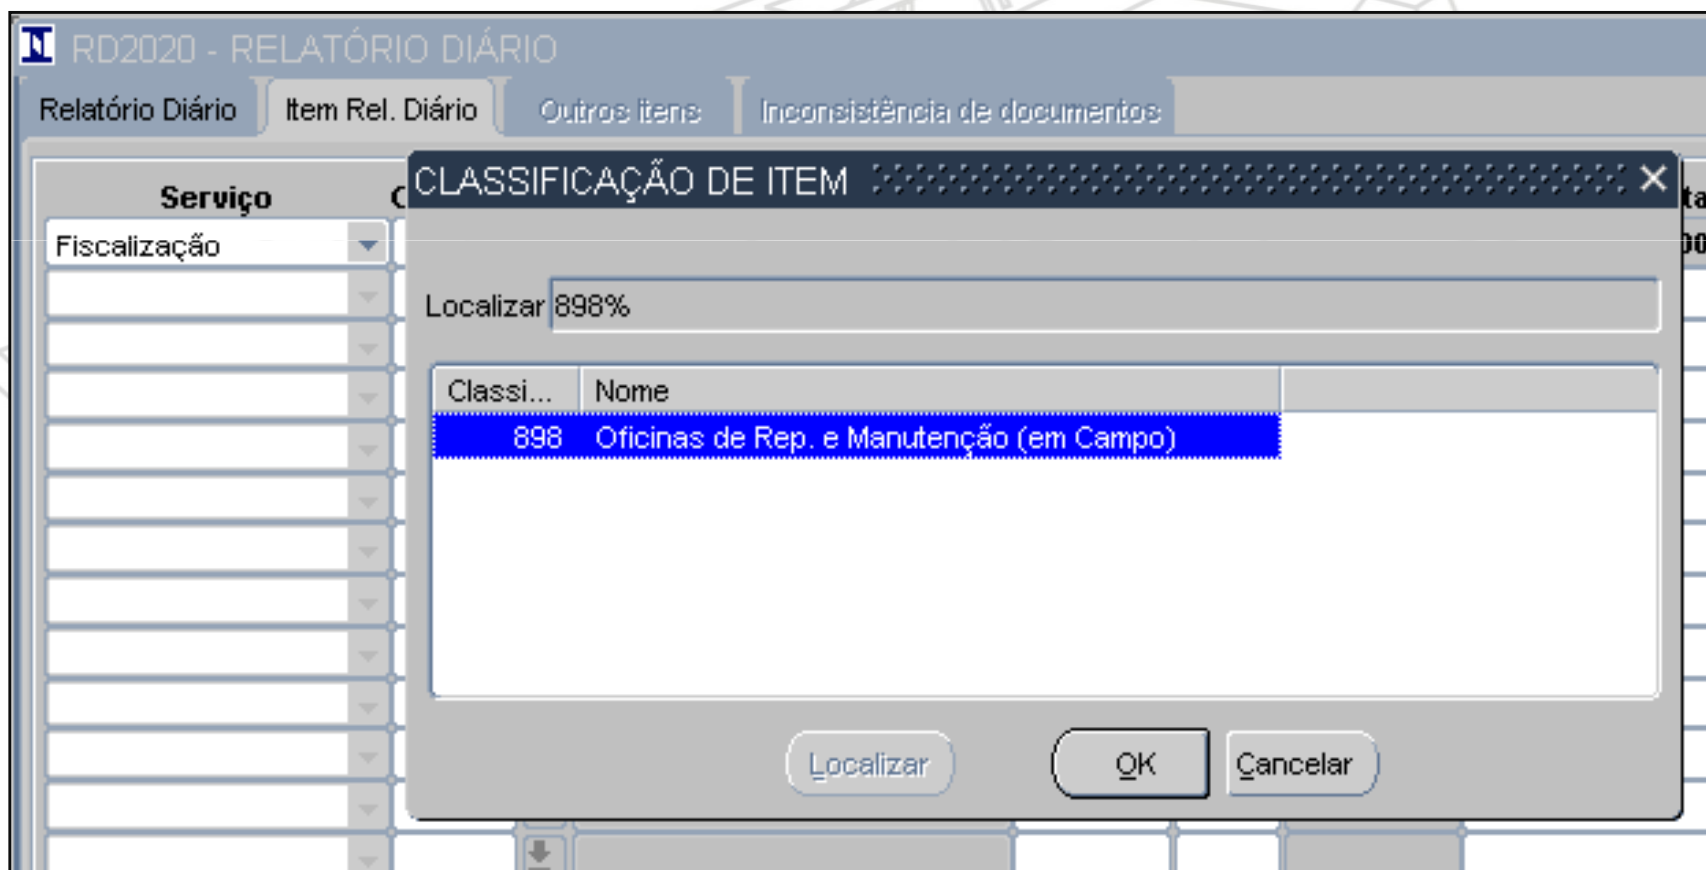 RD2020 - RELATÓRIO DIÁRIO
Relatório Diário Item Rel. Diário Outros itens Inconsistência de documentos
CLASSIFICAÇÃO DE ITEM
Serviço
Fiscalização
Localizar 898%
Classi... Nome
898 Oficinas de Rep. e Manutenção (em Campo)
Localizar OK Cancelar